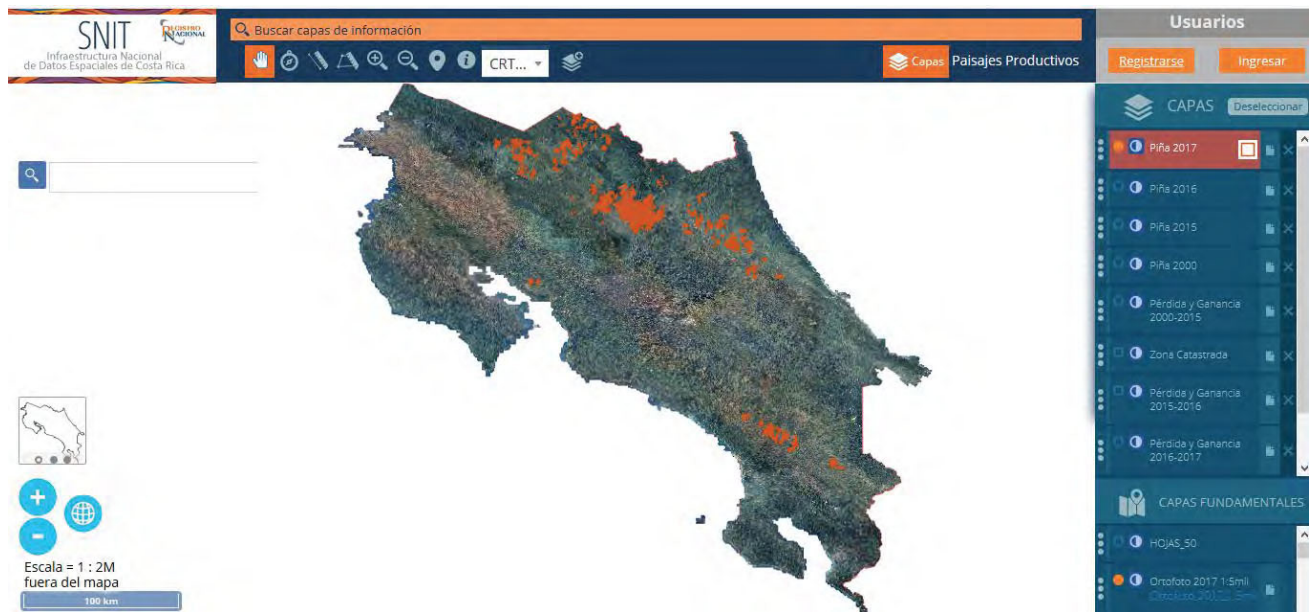 SNIT
REGISTRO
NACIONAL
Infraestructura Nacional
de Datos Espaciales de Costa Rica
Buscar capas de información
CRT...
Capas
Paisajes Productivos
Usuarios
Registrarse
Ingresar
CAPAS
Deseleccionar
Piña 2017
Piña 2016
Piña 2015
Piña 2000
Pérdida y Ganancia
2000-2015
Zona Catastrada
Pérdida y Ganancia
2015-2016
Pérdida y Ganancia
2016-2017
CAPAS FUNDAMENTALES
HOJAS_50
Ortofoto 2017 1:5mil
Escala = 1 : 2M
fuera del mapa
100 km